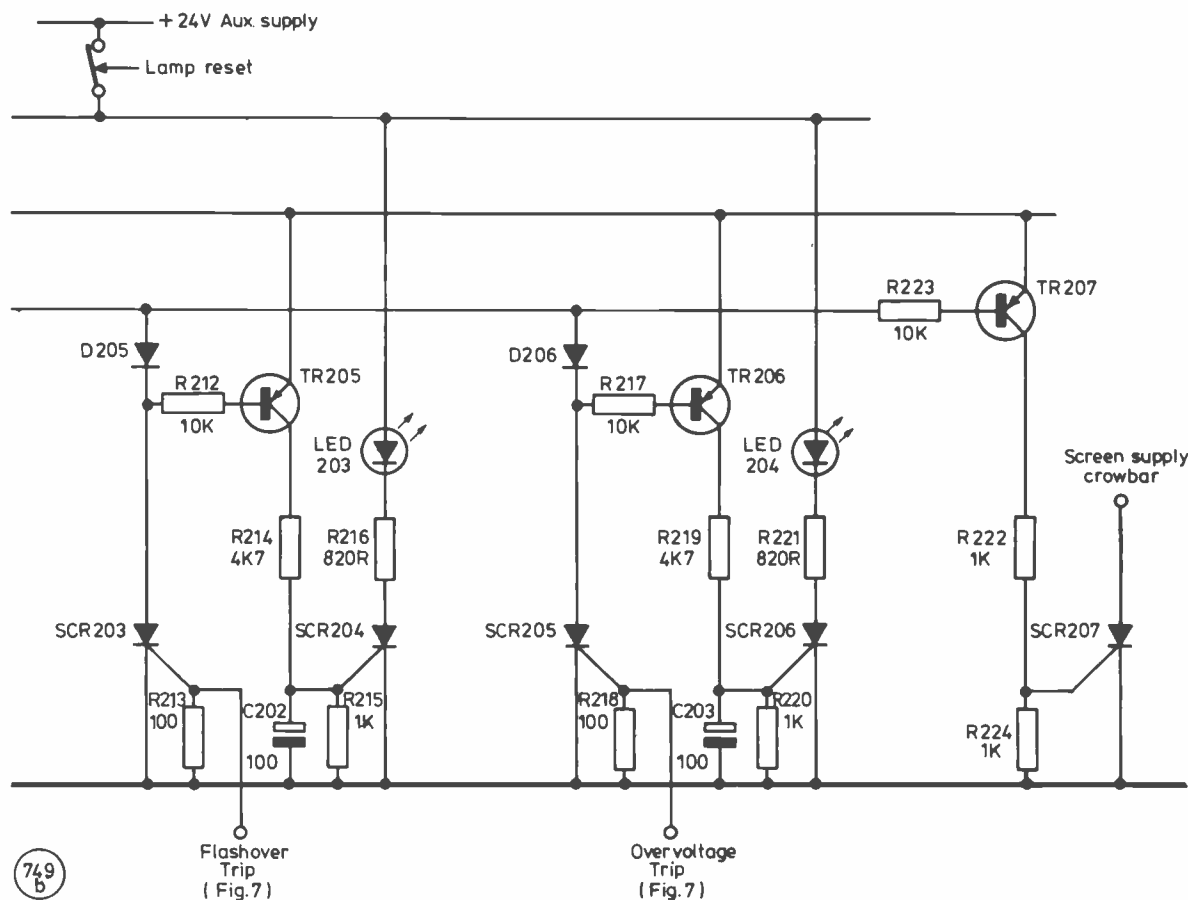 + 24V Aux. supply
Lamp reset
R223
10K
TR207
D205
R212
10K
TR205
D206
R217
10K
TR206
LED
203
LED
204
Screen supply
crowbar
R214
4K7
R216
820R
R219
4K7
R221
820R
R222
1K
SCR203
SCR204
SCR205
SCR206
SCR207
R213
100
C202
100
R215
1K
R218
100
C203
100
R220
1K
R224
1K
Flashover
Trip
( Fig.7 )
Overvoltage
Trip
( Fig.7 )
749
b